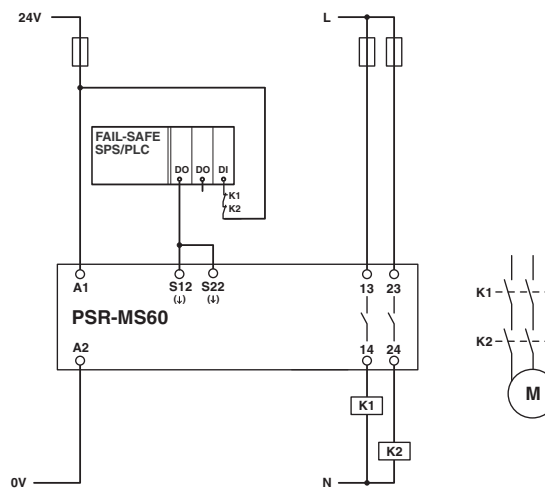 24V
L
FAIL-SAFE
SPS/PLC
DO DO DI
K1
K2
A1 S12 S22 13 23
(↓) (↓)
PSR-MS60
A2 14 24
K1
K2
0V N
K1
K2
M